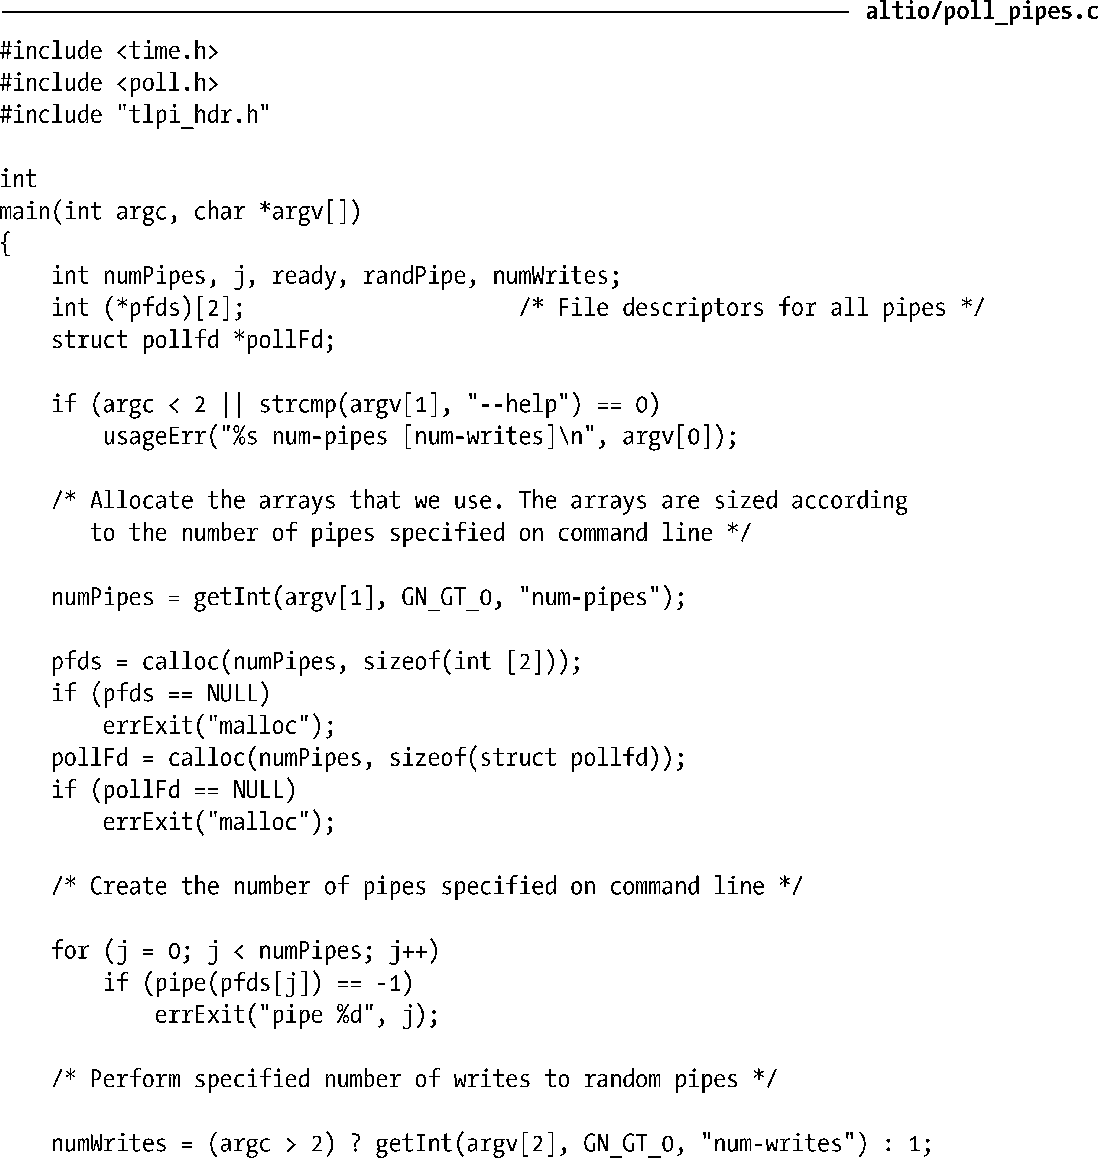 altio/poll_pipes.c
#include <time.h>
#include <poll.h>
#include "tlpi_hdr.h"

int
main(int argc, char *argv[])
{
    int numPipes, j, ready, randPipe, numWrites;
    int (*pfds)[2];                     /* File descriptors for all pipes */
    struct pollfd *pollFd;

    if (argc < 2 || strcmp(argv[1], "--help") == 0)
        usageErr("%s num-pipes [num-writes]\n", argv[0]);

    /* Allocate the arrays that we use. The arrays are sized according
       to the number of pipes specified on command line */

    numPipes = getInt(argv[1], GN_GT_0, "num-pipes");

    pfds = calloc(numPipes, sizeof(int [2]));
    if (pfds == NULL)
        errExit("malloc");
    pollFd = calloc(numPipes, sizeof(struct pollfd));
    if (pollFd == NULL)
        errExit("malloc");

    /* Create the number of pipes specified on command line */

    for (j = 0; j < numPipes; j++)
        if (pipe(pfds[j]) == -1)
            errExit("pipe %d", j);

    /* Perform specified number of writes to random pipes */

    numWrites = (argc > 2) ? getInt(argv[2], GN_GT_0, "num-writes") : 1;